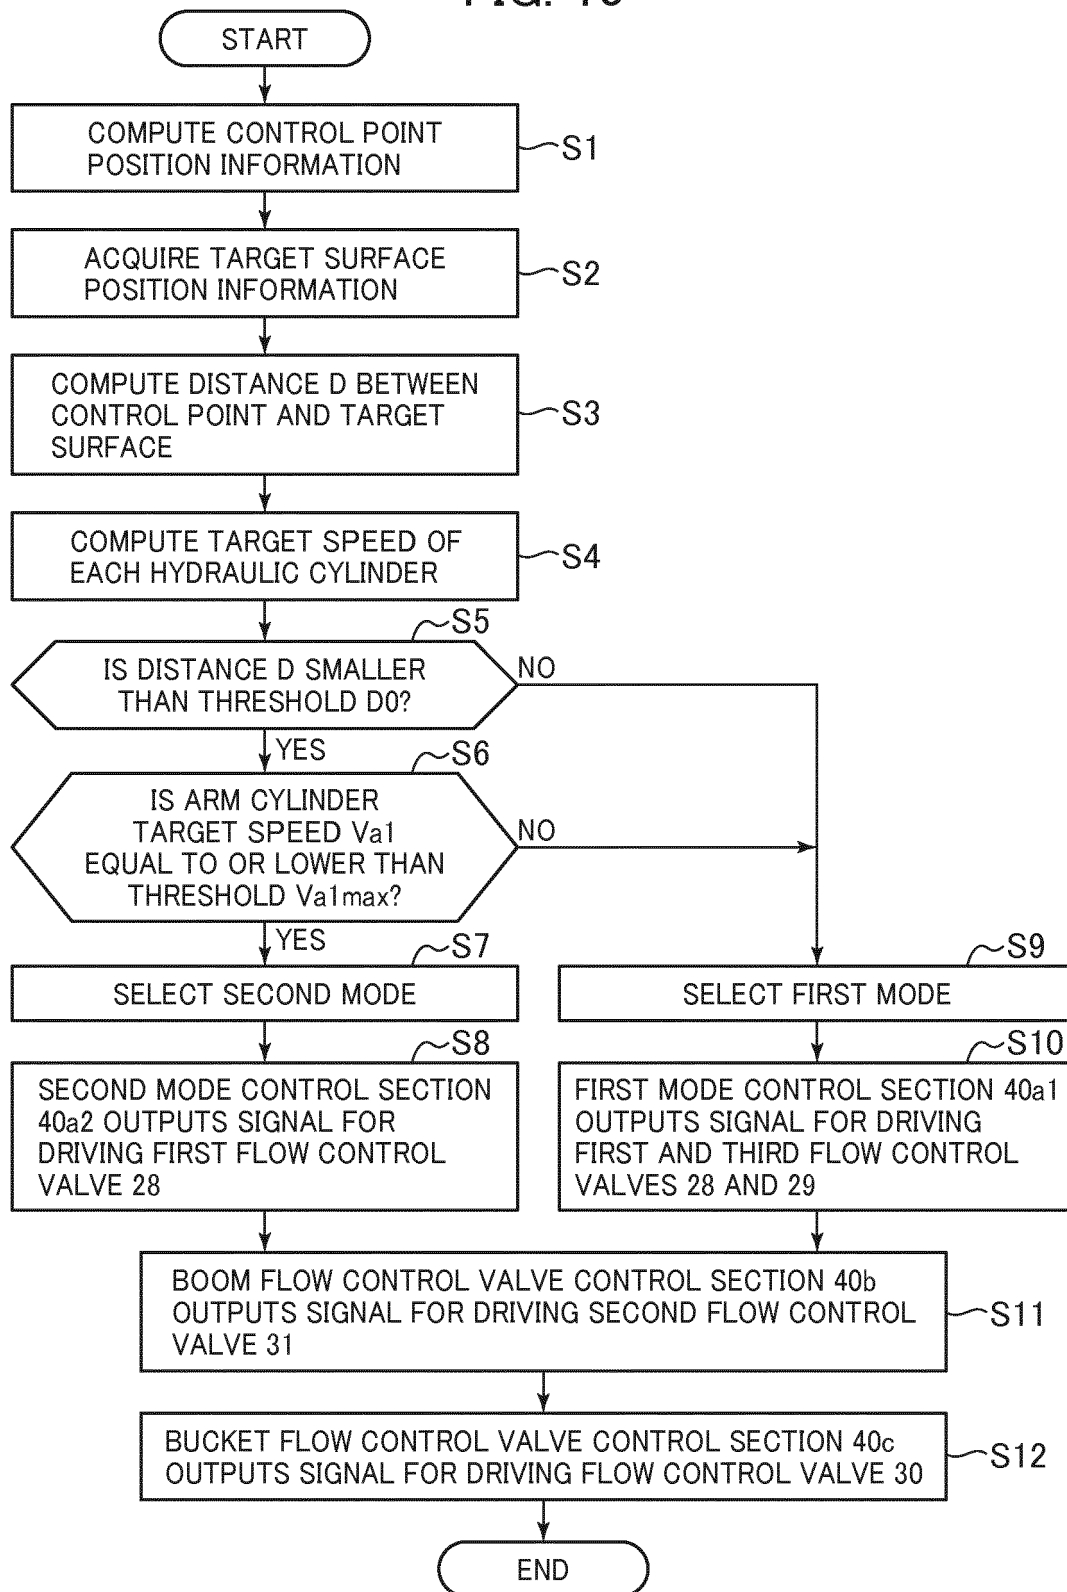 START
COMPUTE CONTROL POINT
POSITION INFORMATION
S1
ACQUIRE TARGET SURFACE
POSITION INFORMATION
S2
COMPUTE DISTANCE D BETWEEN
CONTROL POINT AND TARGET
SURFACE
S3
COMPUTE TARGET SPEED OF
EACH HYDRAULIC CYLINDER
S4
S5
IS DISTANCE D SMALLER
THAN THRESHOLD D0?
NO
YES
S6
IS ARM CYLINDER
TARGET SPEED Va1
EQUAL TO OR LOWER THAN
THRESHOLD Va1max?
NO
YES
S7
SELECT SECOND MODE
S9
SELECT FIRST MODE
S8
SECOND MODE CONTROL SECTION
40a2 OUTPUTS SIGNAL FOR
DRIVING FIRST FLOW CONTROL
VALVE 28
S10
FIRST MODE CONTROL SECTION 40a1
OUTPUTS SIGNAL FOR DRIVING
FIRST AND THIRD FLOW CONTROL
VALVES 28 AND 29
BOOM FLOW CONTROL VALVE CONTROL SECTION 40b
OUTPUTS SIGNAL FOR DRIVING SECOND FLOW CONTROL
VALVE 31
S11
BUCKET FLOW CONTROL VALVE CONTROL SECTION 40c
OUTPUTS SIGNAL FOR DRIVING FLOW CONTROL VALVE 30
S12
END